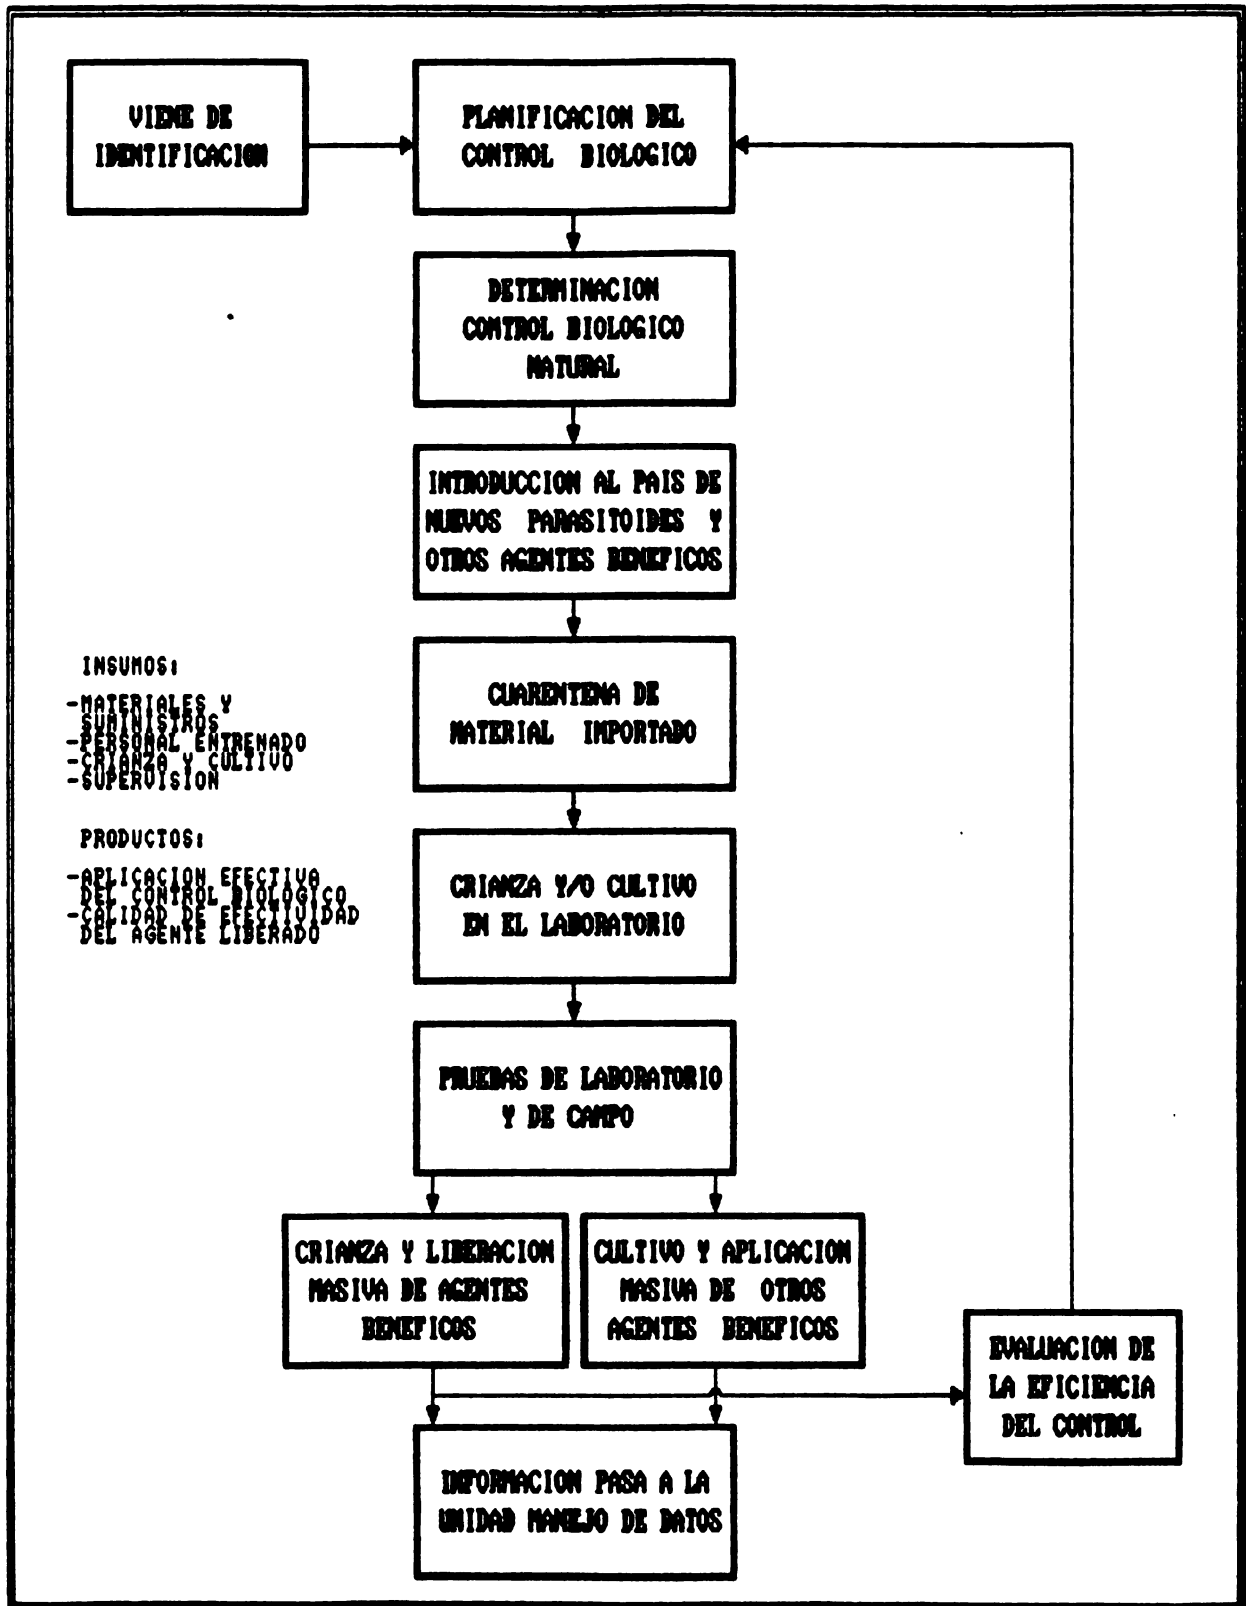 VIENE DE
IDENTIFICACION
PLANIFICACION DEL
CONTROL BIOLOGICO
DETERMINACION
CONTROL BIOLOGICO
NATURAL
INTRODUCCION AL PAIS DE
NUEVOS PARASITOIDES Y
OTROS AGENTES BENEFICOS
CUARENTENA DE
MATERIAL IMPORTADO
INSUMOS:
-MATERIALES Y
SUMINISTROS
-PERSONAL ENTRENADO
-CRIANZA Y CULTIVO
-SUPERVISION
PRODUCTOS:
-APLICACION EFECTIVA
DEL CONTROL BIOLOGICO
-CALIDAD DE EFECTIVIDAD
DEL AGENTE LIBERADO
CRIANZA Y/O CULTIVO
EN EL LABORATORIO
PRUEBAS DE LABORATORIO
Y DE CAMPO
CRIANZA Y LIBERACION
MASIVA DE AGENTES
BENEFICOS
CULTIVO Y APLICACION
MASIVA DE OTROS
AGENTES BENEFICOS
EVALUACION DE
LA EFICIENCIA
DEL CONTROL
INFORMACION PASA A LA
UNIDAD MANEJO DE DATOS